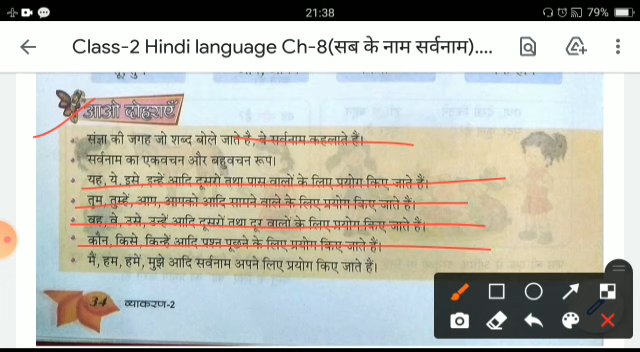 21:38
79%
Class-2 Hindi language Ch-8(सब के नाम सर्वनाम)....
आओ दोहराएँ
संज्ञा की जगह जो शब्द बोले जाते है, वे सर्वनाम कहलाते हैं।
• सर्वनाम का एकवचन और बहुवचन रूप।
• यह, ये, इसे, इन्हें आदि दूसरों तथा पास वालों के लिए प्रयोग किए जाते हैं।
• तुम, तुम्हें, आप, आपको आदि सामने वाले के लिए प्रयोग किए जाते हैं।
• वह, वे, उसे, उन्हें आदि दूसरों तथा दूर वालों के लिए प्रयोग किए जाते हैं।
• कौन, किसे, किन्हें आदि प्रश्न पूछने के लिए प्रयोग किए जाते हैं।
• मैं, हम, हमें, मुझे आदि सर्वनाम अपने लिए प्रयोग किए जाते हैं।
34 व्याकरण-2